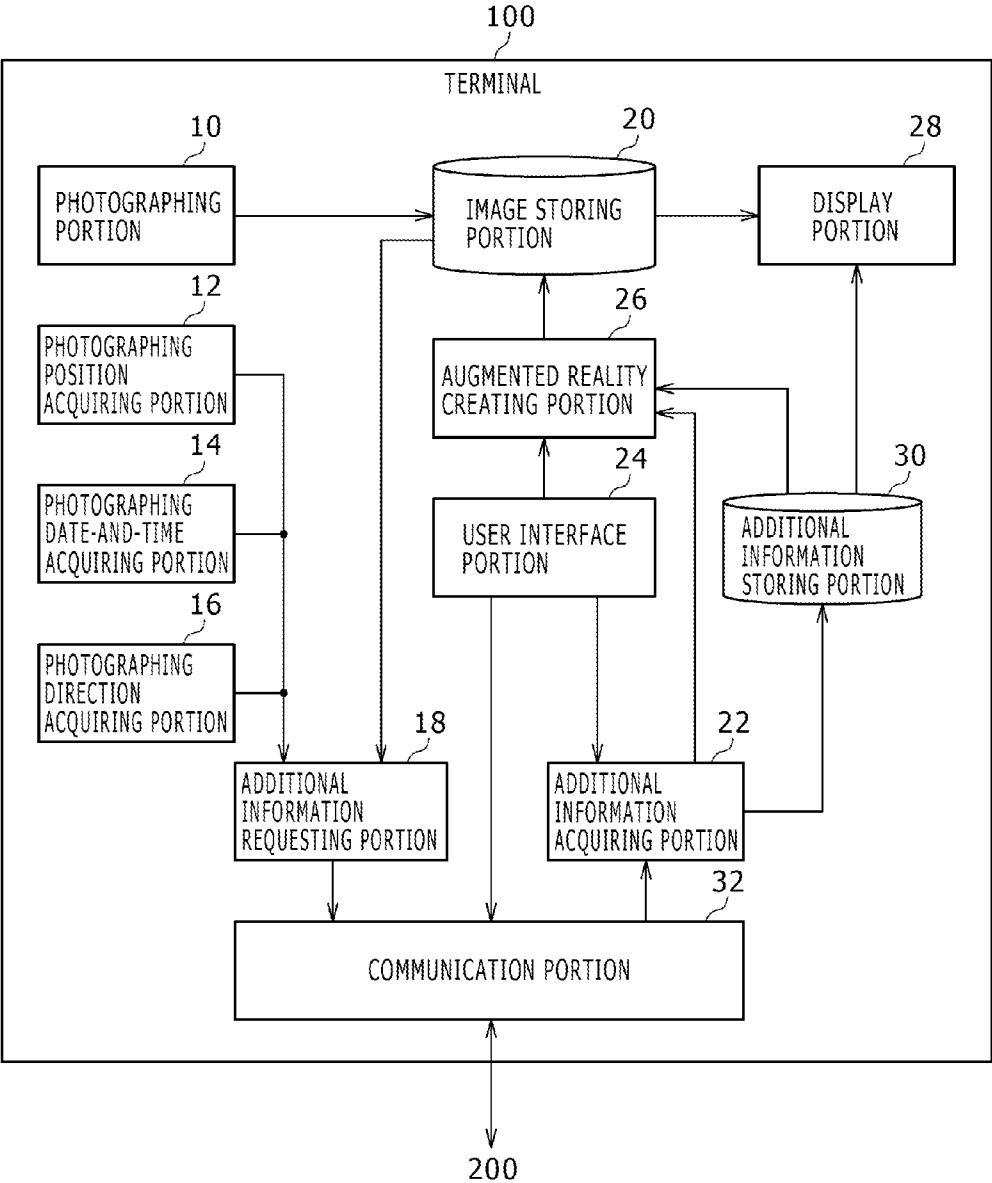 100
TERMINAL
10
PHOTOGRAPHING
PORTION
20
IMAGE STORING
PORTION
28
DISPLAY
PORTION
12
PHOTOGRAPHING
POSITION
ACQUIRING PORTION
26
AUGMENTED REALITY
CREATING PORTION
14
PHOTOGRAPHING
DATE-AND-TIME
ACQUIRING PORTION
24
USER INTERFACE
PORTION
30
ADDITIONAL
INFORMATION
STORING PORTION
16
PHOTOGRAPHING
DIRECTION
ACQUIRING PORTION
18
ADDITIONAL
INFORMATION
REQUESTING PORTION
22
ADDITIONAL
INFORMATION
ACQUIRING PORTION
32
COMMUNICATION PORTION
200